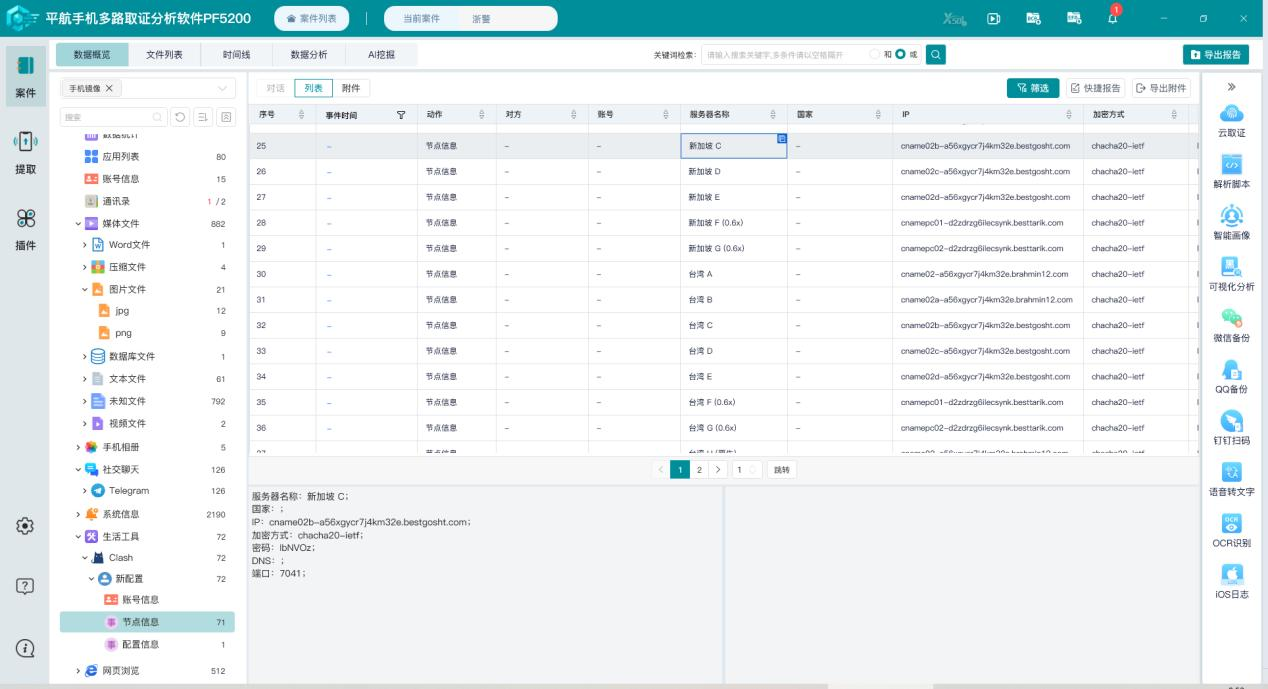 平航手机多路取证分析软件PF5200
案件列表
当前案件 浙警
1
数据概览 文件列表 时间线 数据分析 AI挖掘
关键词检索： 请输入搜索关键字,多条件请以空格隔开 和 或
导出报告
案件
提取
插件
手机镜像 ×
搜索
数据统计
应用列表 80
账号信息 15
通讯录 1 / 2
媒体文件 882
Word文件 1
压缩文件 4
图片文件 21
jpg 12
png 9
数据库文件 1
文本文件 61
未知文件 792
视频文件 2
手机相册 5
社交聊天 126
Telegram 126
系统信息 2190
生活工具 72
Clash 72
新配置 72
账号信息
节点信息 71
配置信息 1
网页浏览 512
对话 列表 附件
筛选 快捷报告 导出附件
序号 事件时间 动作 对方 账号 服务器名称 国家 IP 加密方式
25 – 节点信息 – – 新加坡 C – cname02b-a56xgycr7j4km32e.bestgosht.com chacha20-ietf
26 – 节点信息 – – 新加坡 D – cname02c-a56xgycr7j4km32e.bestgosht.com chacha20-ietf
27 – 节点信息 – – 新加坡 E – cname02d-a56xgycr7j4km32e.bestgosht.com chacha20-ietf
28 – 节点信息 – – 新加坡 F (0.6x) – cnamepc01-d2zdrzg6ilecsynk.besttarik.com chacha20-ietf
29 – 节点信息 – – 新加坡 G (0.6x) – cnamepc02-d2zdrzg6ilecsynk.besttarik.com chacha20-ietf
30 – 节点信息 – – 台湾 A – cname02-a56xgycr7j4km32e.brahmin12.com chacha20-ietf
31 – 节点信息 – – 台湾 B – cname02a-a56xgycr7j4km32e.brahmin12.com chacha20-ietf
32 – 节点信息 – – 台湾 C – cname02b-a56xgycr7j4km32e.bestgosht.com chacha20-ietf
33 – 节点信息 – – 台湾 D – cname02c-a56xgycr7j4km32e.bestgosht.com chacha20-ietf
34 – 节点信息 – – 台湾 E – cname02d-a56xgycr7j4km32e.bestgosht.com chacha20-ietf
35 – 节点信息 – – 台湾 F (0.6x) – cnamepc01-d2zdrzg6ilecsynk.besttarik.com chacha20-ietf
36 – 节点信息 – – 台湾 G (0.6x) – cnamepc02-d2zdrzg6ilecsynk.besttarik.com chacha20-ietf
< 1 2 > 1 跳转
服务器名称：新加坡 C；
国家：；
IP：cname02b-a56xgycr7j4km32e.bestgosht.com；
加密方式：chacha20-ietf；
密码：IbNVOz；
DNS：；
端口：7041；
云取证
解析脚本
智能画像
可视化分析
微信备份
QQ备份
钉钉扫码
语音转文字
OCR识别
iOS日志